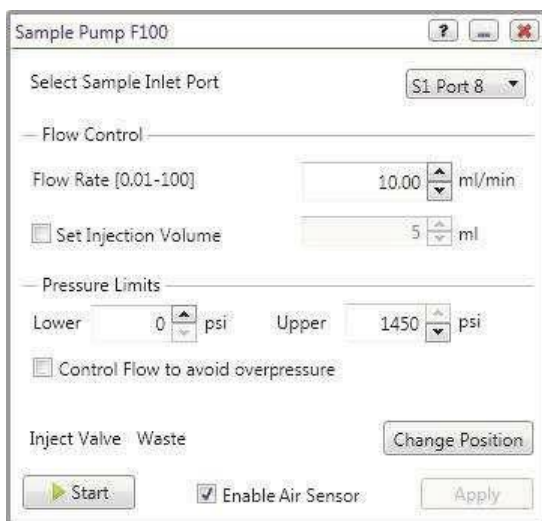 Sample Pump F100 ?
Select Sample Inlet Port S1 Port 8
Flow Control
Flow Rate [0.01-100] 10.00 ml/min
Set Injection Volume 5 ml
Pressure Limits
Lower 0 psi Upper 1450 psi
Control Flow to avoid overpressure
Inject Valve Waste Change Position
Start Enable Air Sensor Apply